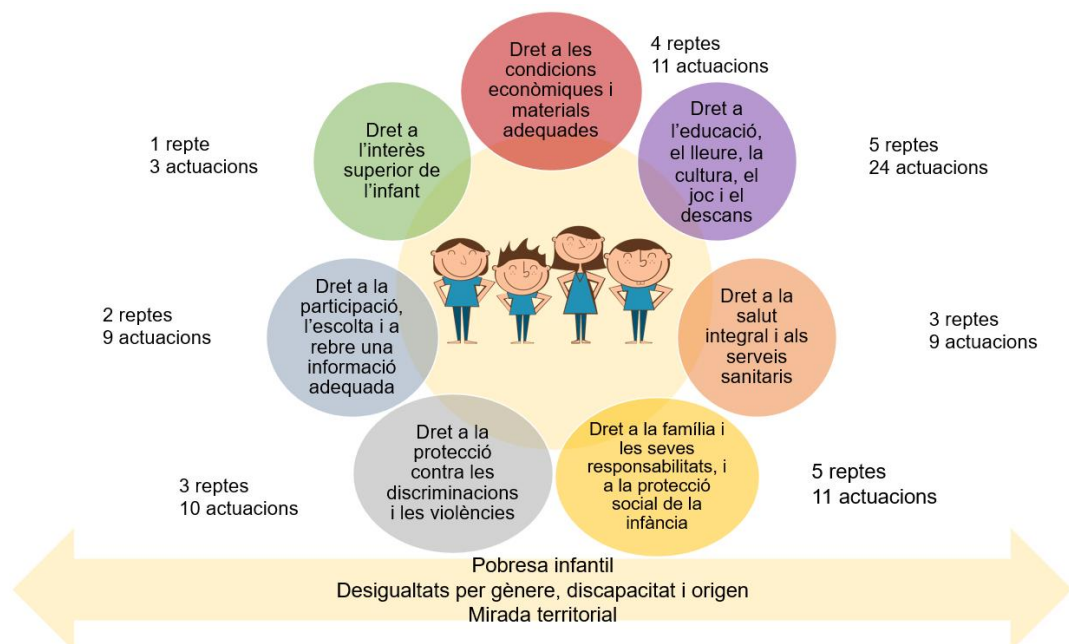 Dret a les
condicions
econòmiques i
materials
adequades
4 reptes
11 actuacions
Dret a
l’educació,
el lleure, la
cultura, el
joc i el
descans
5 reptes
24 actuacions
Dret a la
salut
integral i als
serveis
sanitaris
3 reptes
9 actuacions
Dret a la família i
les seves
responsabilitats, i
a la protecció
social de la
infància
5 reptes
11 actuacions
Dret a la
protecció
contra les
discriminacions
i les violències
3 reptes
10 actuacions
Dret a la
participació,
l’escolta i a
rebre una
informació
adequada
2 reptes
9 actuacions
Dret a
l’interès
superior de
l’infant
1 repte
3 actuacions
Pobresa infantil
Desigualtats per gènere, discapacitat i origen
Mirada territorial